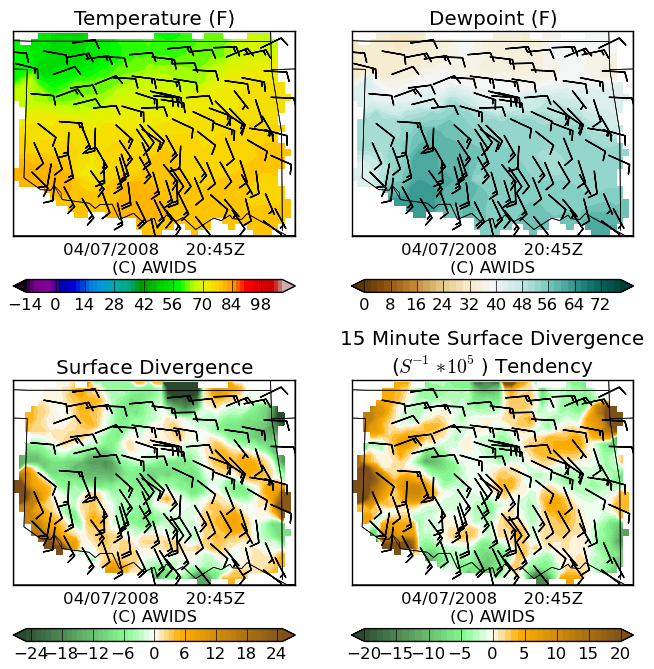 Temperature (F)
Dewpoint (F)
04/07/2008 20:45Z
(C) AWIDS
04/07/2008 20:45Z
(C) AWIDS
−14 0 14 28 42 56 70 84 98
0 8 16 24 32 40 48 56 64 72
15 Minute Surface Divergence
Surface Divergence
(S⁻¹ ∗10⁵ ) Tendency
04/07/2008 20:45Z
(C) AWIDS
04/07/2008 20:45Z
(C) AWIDS
−24 −18 −12 −6 0 6 12 18 24
−20 −15 −10 −5 0 5 10 15 20